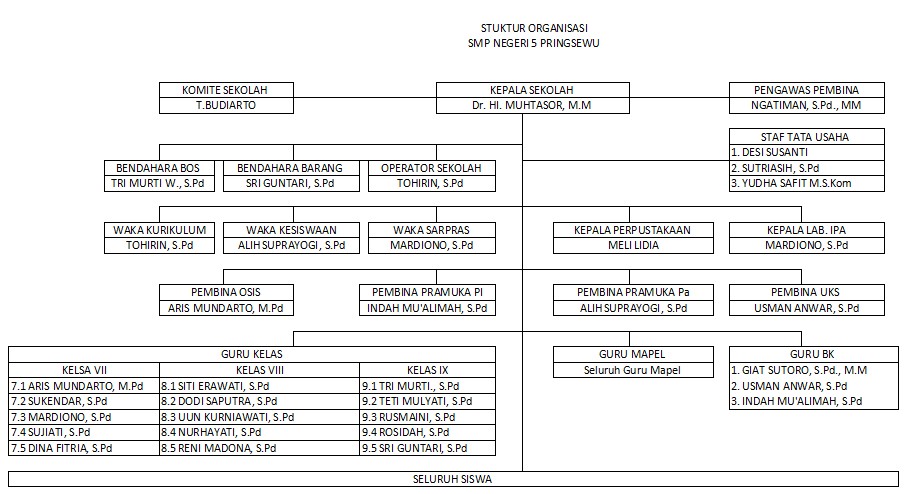 STUKTUR ORGANISASI
SMP NEGERI 5 PRINGSEWU
KOMITE SEKOLAH
T.BUDIARTO
KEPALA SEKOLAH
Dr. HI. MUHTASOR, M.M
PENGAWAS PEMBINA
NGATIMAN, S.Pd., MM
STAF TATA USAHA
1. DESI SUSANTI
2. SUTRIASIH, S.Pd
3. YUDHA SAFIT M.S.Kom
BENDAHARA BOS
TRI MURTI W., S.Pd
BENDAHARA BARANG
SRI GUNTARI, S.Pd
OPERATOR SEKOLAH
TOHIRIN, S.Pd
WAKA KURIKULUM
TOHIRIN, S.Pd
WAKA KESISWAAN
ALIH SUPRAYOGI, S.Pd
WAKA SARPRAS
MARDIONO, S.Pd
KEPALA PERPUSTAKAAN
MELI LIDIA
KEPALA LAB. IPA
MARDIONO, S.Pd
PEMBINA OSIS
ARIS MUNDARTO, M.Pd
PEMBINA PRAMUKA PI
INDAH MU'ALIMAH, S.Pd
PEMBINA PRAMUKA Pa
ALIH SUPRAYOGI, S.Pd
PEMBINA UKS
USMAN ANWAR, S.Pd
GURU KELAS
KELSA VII
KELAS VIII
KELAS IX
7.1 ARIS MUNDARTO, M.Pd
8.1 SITI ERAWATI, S.Pd
9.1 TRI MURTI., S.Pd
7.2 SUKENDAR, S.Pd
8.2 DODI SAPUTRA, S.Pd
9.2 TETI MULYATI, S.Pd
7.3 MARDIONO, S.Pd
8.3 UUN KURNIAWATI, S.Pd
9.3 RUSMAINI, S.Pd
7.4 SUJIATI, S.Pd
8.4 NURHAYATI, S.Pd
9.4 ROSIDAH, S.Pd
7.5 DINA FITRIA, S.Pd
8.5 RENI MADONA, S.Pd
9.5 SRI GUNTARI, S.Pd
GURU MAPEL
Seluruh Guru Mapel
GURU BK
1. GIAT SUTORO, S.Pd., M.M
2. USMAN ANWAR, S.Pd
3. INDAH MU'ALIMAH, S.Pd
SELURUH SISWA